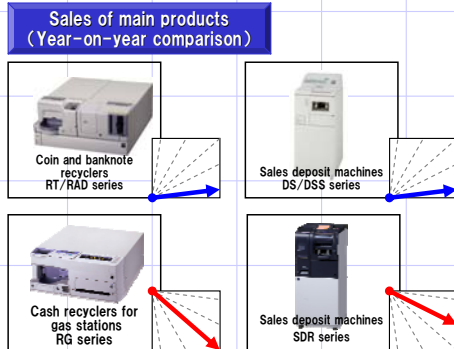 Sales of main products
(Year-on-year comparison)
Coin and banknote
recyclers
RT/RAD series
Sales deposit machines
DS/DSS series
Cash recyclers for
gas stations
RG series
Sales deposit machines
SDR series